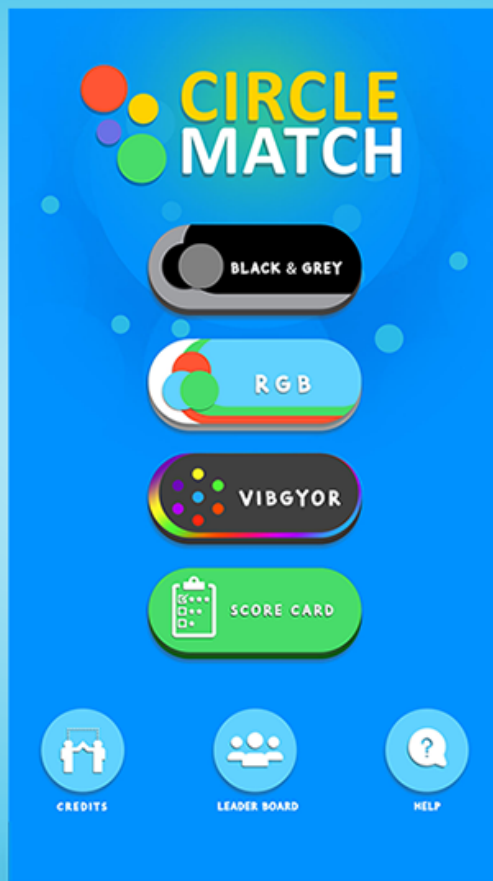 CIRCLE
MATCH
BLACK & GREY
RGB
VIBGYOR
SCORE CARD
CREDITS
LEADER BOARD
?
HELP